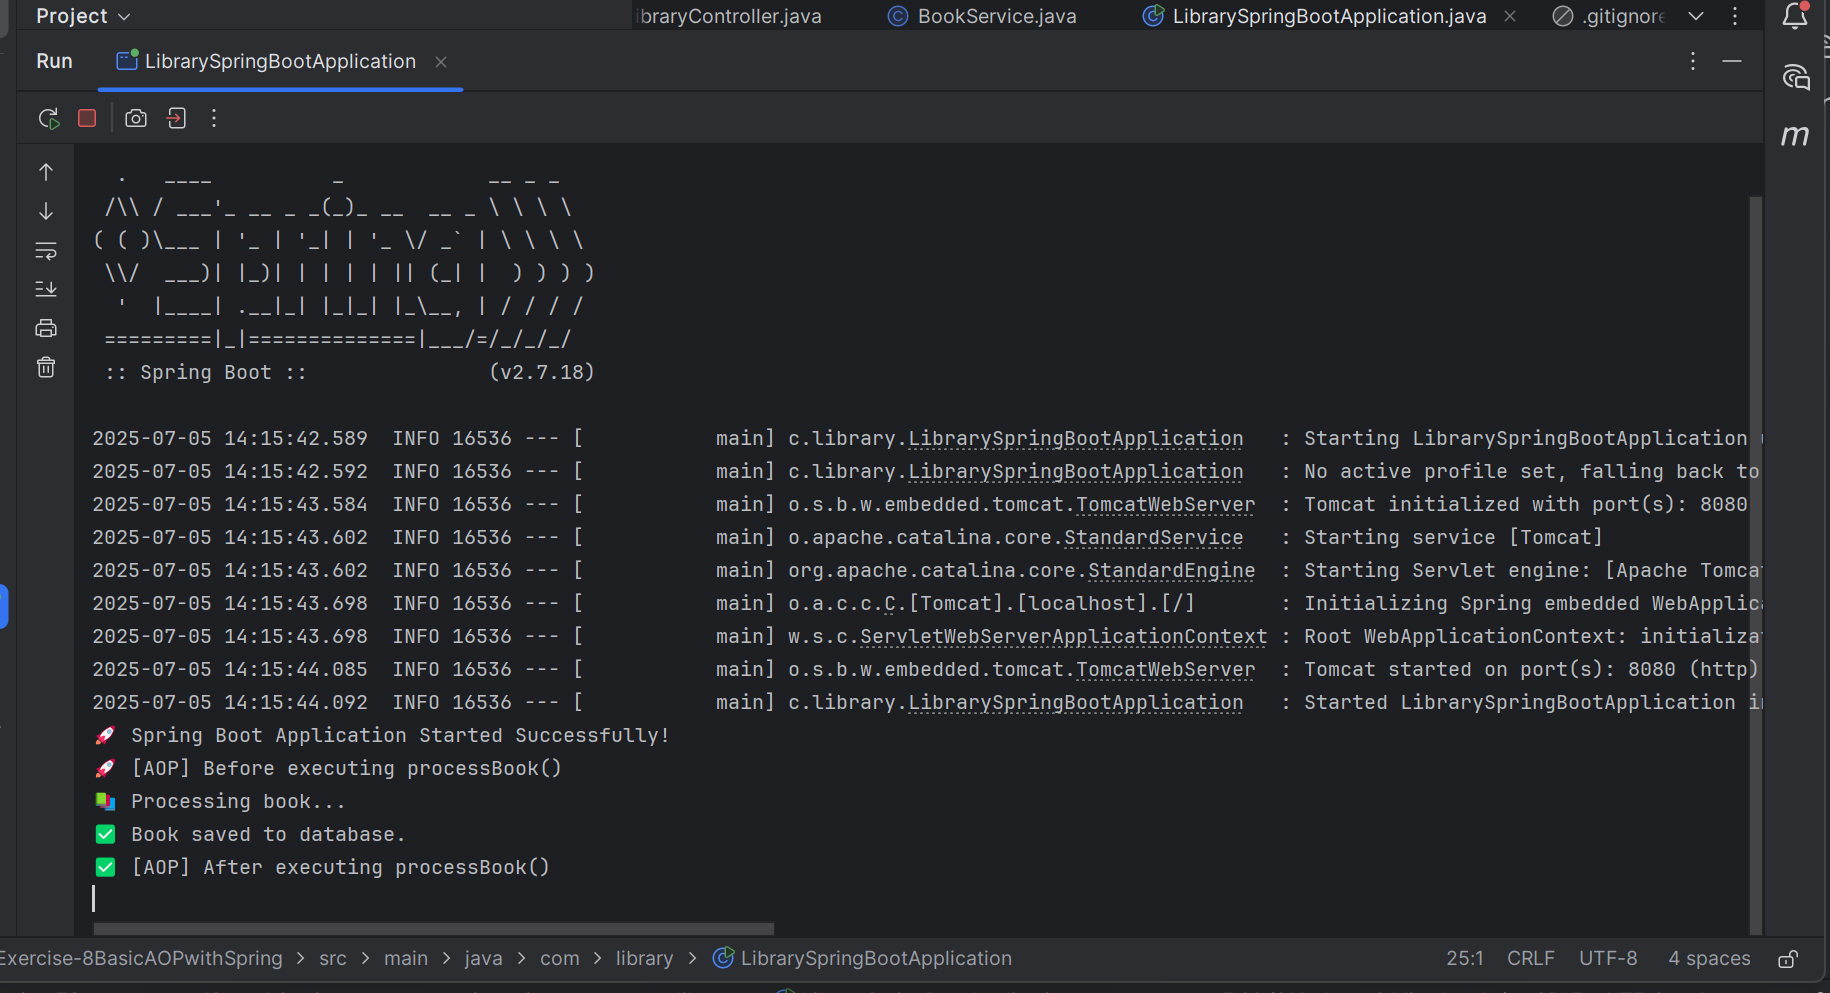 Project
ibraryController.java
BookService.java
LibrarySpringBootApplication.java
.gitignore
Run
LibrarySpringBootApplication
  .   ____          _            __ _ _
 /\\ / ___'_ __ _ _(_)_ __  __ _ \ \ \ \
( ( )\___ | '_ | '_| | '_ \/ _` | \ \ \ \
 \\/  ___)| |_)| | | | | || (_| |  ) ) ) )
  '  |____| .__|_| |_|_| |_\__, | / / / /
 =========|_|==============|___/=/_/_/_/
 :: Spring Boot ::                (v2.7.18)
2025-07-05 14:15:42.589  INFO 16536 --- [           main] c.library.LibrarySpringBootApplication   : Starting LibrarySpringBootApplication
2025-07-05 14:15:42.592  INFO 16536 --- [           main] c.library.LibrarySpringBootApplication   : No active profile set, falling back to
2025-07-05 14:15:43.584  INFO 16536 --- [           main] o.s.b.w.embedded.tomcat.TomcatWebServer  : Tomcat initialized with port(s): 8080
2025-07-05 14:15:43.602  INFO 16536 --- [           main] o.apache.catalina.core.StandardService   : Starting service [Tomcat]
2025-07-05 14:15:43.602  INFO 16536 --- [           main] org.apache.catalina.core.StandardEngine  : Starting Servlet engine: [Apache Tomca
2025-07-05 14:15:43.698  INFO 16536 --- [           main] o.a.c.c.C.[Tomcat].[localhost].[/]       : Initializing Spring embedded WebApplic
2025-07-05 14:15:43.698  INFO 16536 --- [           main] w.s.c.ServletWebServerApplicationContext : Root WebApplicationContext: initializa
2025-07-05 14:15:44.085  INFO 16536 --- [           main] o.s.b.w.embedded.tomcat.TomcatWebServer  : Tomcat started on port(s): 8080 (http)
2025-07-05 14:15:44.092  INFO 16536 --- [           main] c.library.LibrarySpringBootApplication   : Started LibrarySpringBootApplication i
🚀 Spring Boot Application Started Successfully!
🚀 [AOP] Before executing processBook()
📚 Processing book...
✅ Book saved to database.
✅ [AOP] After executing processBook()
Exercise-8BasicAOPwithSpring > src > main > java > com > library > LibrarySpringBootApplication
25:1 CRLF UTF-8 4 spaces